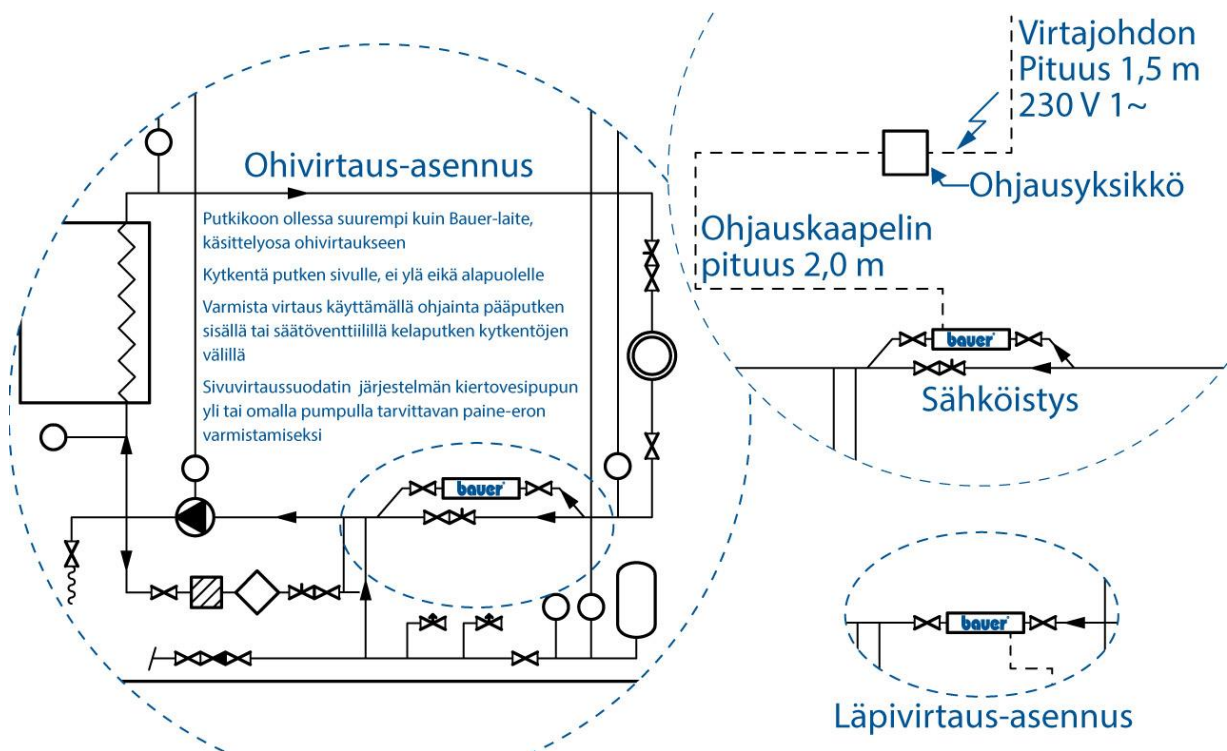 Ohivirtaus-asennus
Putkikoon ollessa suurempi kuin Bauer-laite,
käsittelyosa ohivirtaukseen
Kytkentä putken sivulle, ei ylä eikä alapuolelle
Varmista virtaus käyttämällä ohjainta pääputken
sisällä tai säätöventtiilillä kelaputken kytkentöjen
välillä
Sivuvirtaussuodatin järjestelmän kiertovesipupun
yli tai omalla pumpulla tarvittavan paine-eron
varmistamiseksi
bauer
Virtajohdon
Pituus 1,5 m
230 V 1~
Ohjausyksikkö
Ohjauskaapelin
pituus 2,0 m
bauer
Sähköistys
bauer
Läpivirtaus-asennus